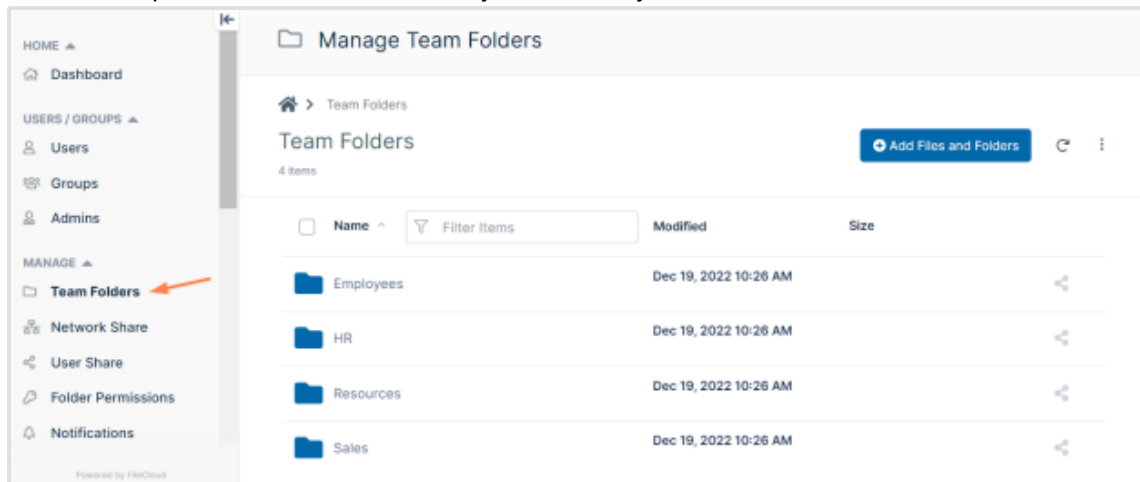 HOME
Dashboard
USERS / GROUPS
Users
Groups
Admins
MANAGE
Team Folders
Network Share
User Share
Folder Permissions
Notifications
Powered by FileCloud
Manage Team Folders
Team Folders
Team Folders
4 items
Add Files and Folders
Name Filter Items Modified Size
Employees Dec 19, 2022 10:26 AM
HR Dec 19, 2022 10:26 AM
Resources Dec 19, 2022 10:26 AM
Sales Dec 19, 2022 10:26 AM